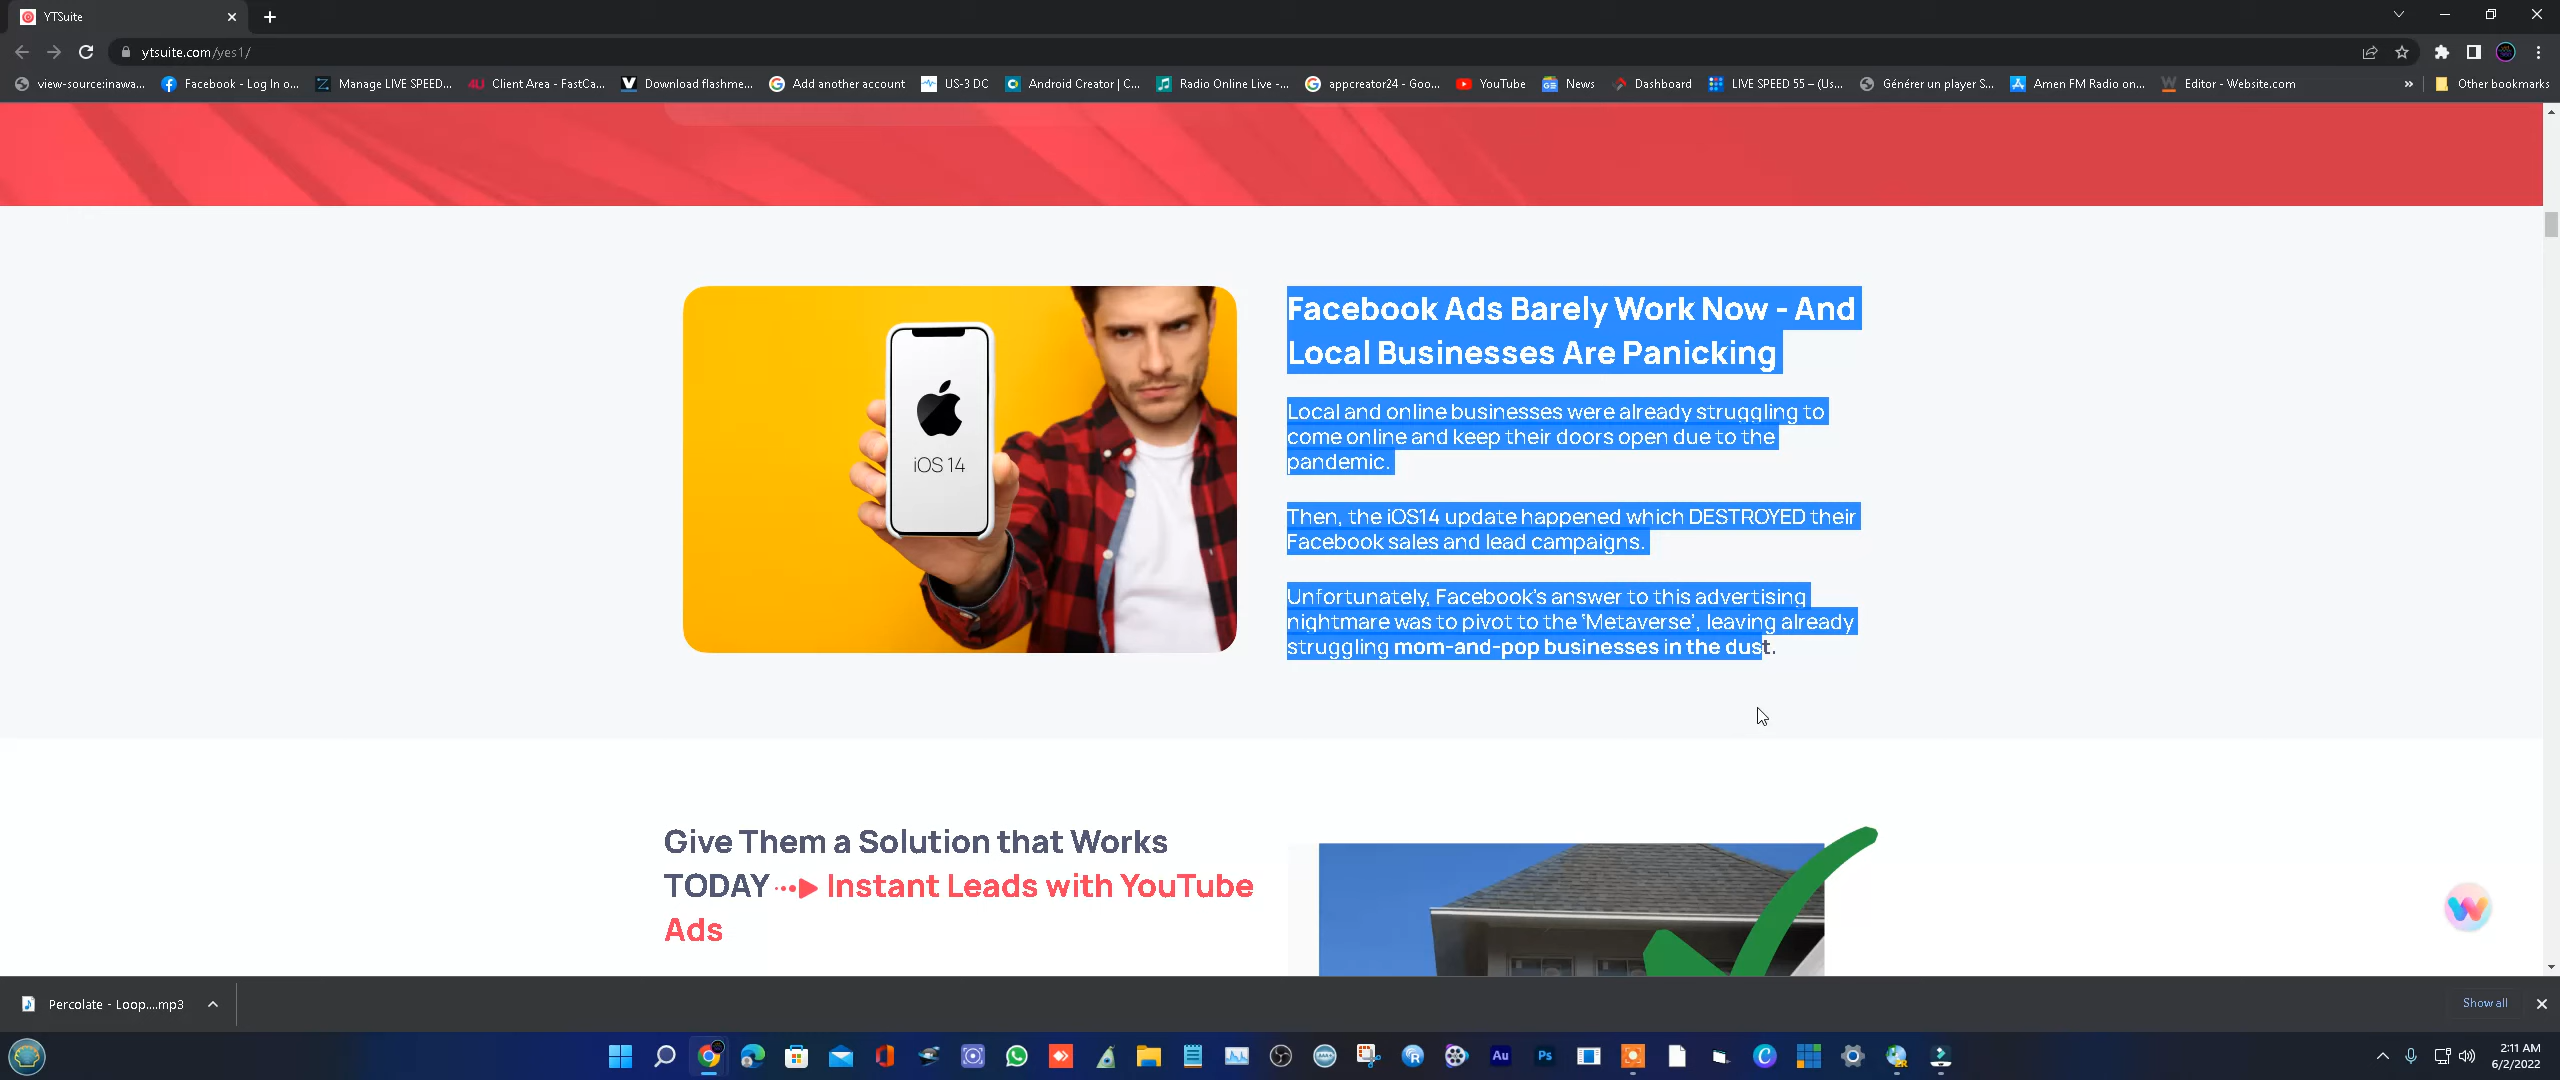 YTSuite
ytsuite.com/yes1/
view-source:inawa...
Facebook - Log In o...
Manage LIVE SPEED...
4U
Client Area - FastCa...
Download flashme...
Add another account
US-3 DC
Android Creator | C...
Radio Online Live -...
appcreator24 - Goo...
YouTube
News
Dashboard
LIVE SPEED 55 – (Us...
Générer un player S...
Amen FM Radio on...
Editor - Website.com
»
Other bookmarks
iOS 14
Facebook Ads Barely Work Now - And
Local Businesses Are Panicking
Local and online businesses were already struggling to
come online and keep their doors open due to the
pandemic.
Then, the iOS14 update happened which DESTROYED their
Facebook sales and lead campaigns.
Unfortunately, Facebook's answer to this advertising
nightmare was to pivot to the 'Metaverse', leaving already
struggling mom-and-pop businesses in the dust.
Give Them a Solution that Works
TODAY Instant Leads with YouTube
Ads
Percolate - Loop....mp3
Show all
Au
Ps
2:11 AM
6/2/2022